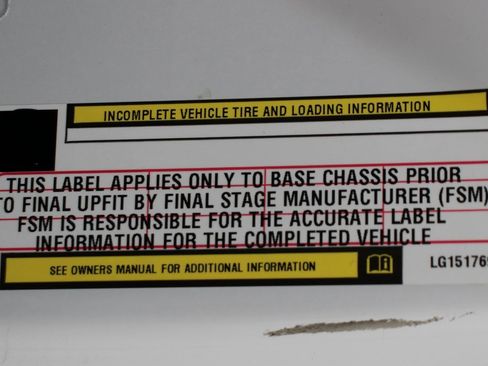 INCOMPLETE VEHICLE TIRE AND LOADING INFORMATION
THIS LABEL APPLIES ONLY TO BASE CHASSIS PRIOR
TO FINAL UPFIT BY FINAL STAGE MANUFACTURER (FSM)
FSM IS RESPONSIBLE FOR THE ACCURATE LABEL
INFORMATION FOR THE COMPLETED VEHICLE
SEE OWNERS MANUAL FOR ADDITIONAL INFORMATION